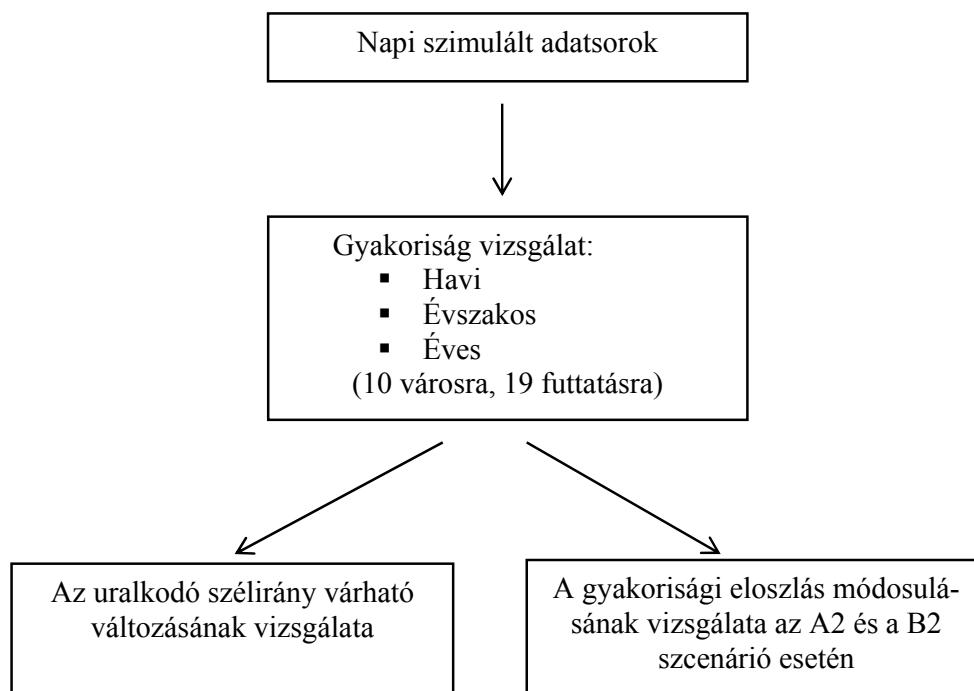 Napi szimulált adatsorok
Gyakoriság vizsgálat:
▪ Havi
▪ Évszakos
▪ Éves
(10 városra, 19 futtatásra)
Az uralkodó szélirány várható
változásának vizsgálata
A gyakorisági eloszlás módosulá-
sának vizsgálata az A2 és a B2
szcenárió esetén